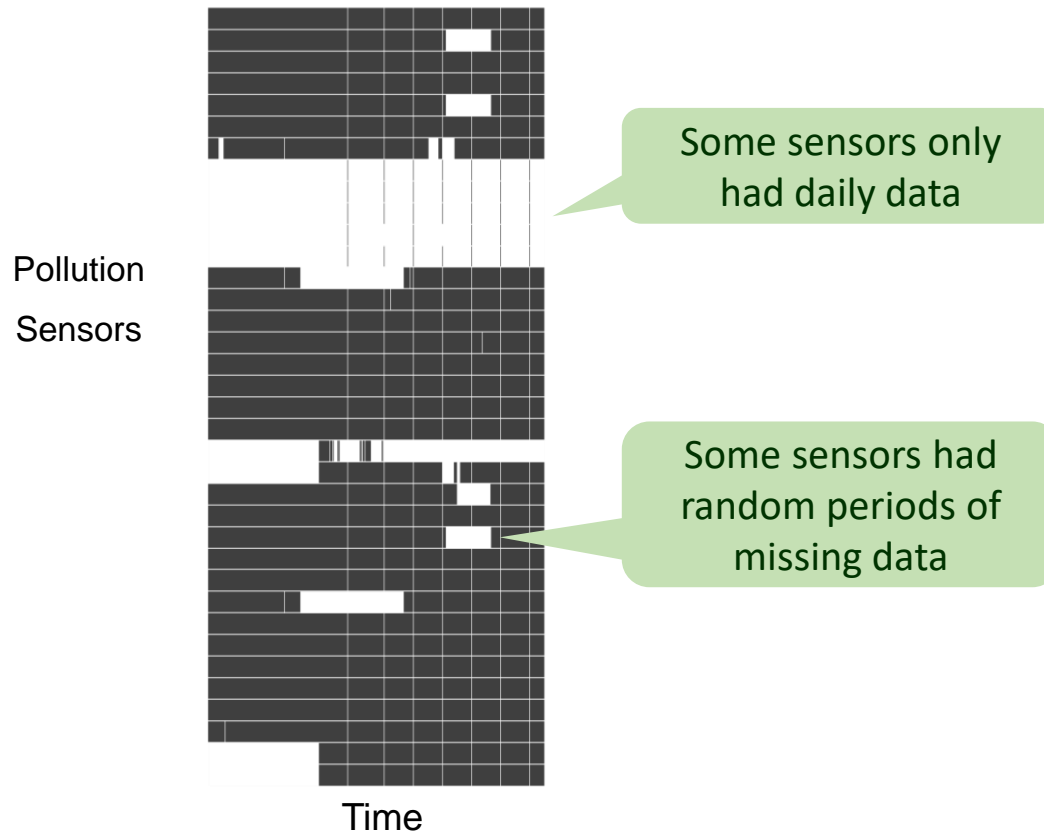 Some sensors only
had daily data
Pollution
Sensors
Some sensors had
random periods of
missing data
Time